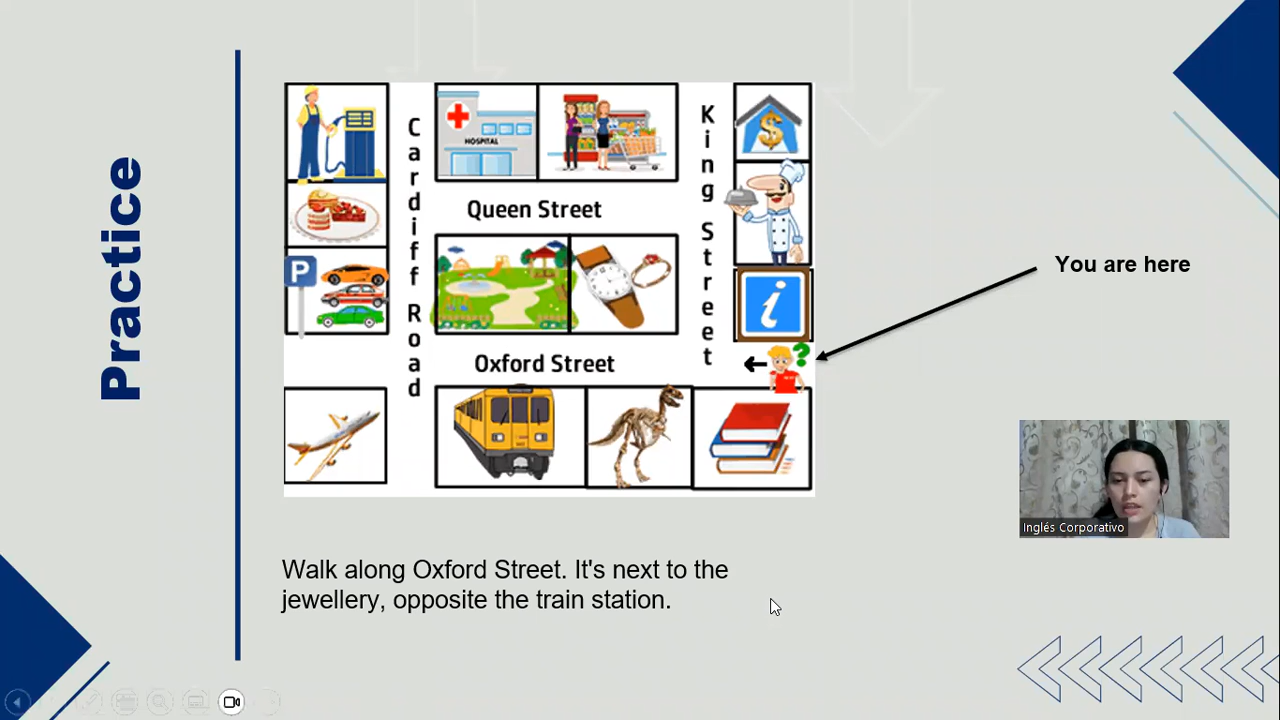 Practice
HOSPITAL
Cardiff Road
King Street
Queen Street
P
i
Oxford Street
?
You are here
Inglés Corporativo
Walk along Oxford Street. It's next to the
jewellery, opposite the train station.